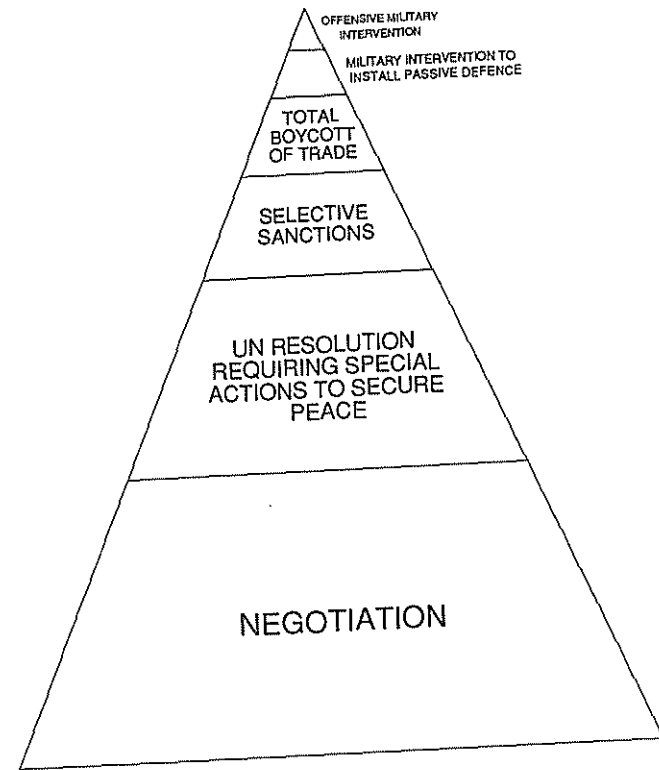 OFFENSIVE MILITARY
INTERVENTION
MILITARY INTERVENTION TO
INSTALL PASSIVE DEFENCE
TOTAL
BOYCOTT
OF TRADE
SELECTIVE
SANCTIONS
UN RESOLUTION
REQUIRING SPECIAL
ACTIONS TO SECURE
PEACE
NEGOTIATION